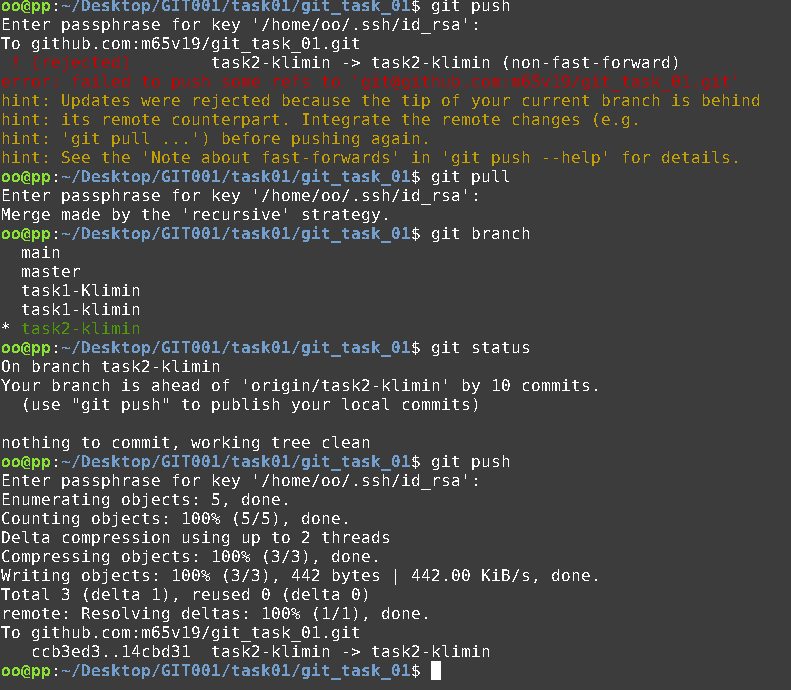 oo@pp:~/Desktop/GIT001/task01/git_task_01$ git push
Enter passphrase for key '/home/oo/.ssh/id_rsa':
To github.com:m65v19/git_task_01.git
 ! [rejected]        task2-klimin -> task2-klimin (non-fast-forward)
error: failed to push some refs to 'git@github.com:m65v19/git_task_01.git'
hint: Updates were rejected because the tip of your current branch is behind
hint: its remote counterpart. Integrate the remote changes (e.g.
hint: 'git pull ...') before pushing again.
hint: See the 'Note about fast-forwards' in 'git push --help' for details.
oo@pp:~/Desktop/GIT001/task01/git_task_01$ git pull
Enter passphrase for key '/home/oo/.ssh/id_rsa':
Merge made by the 'recursive' strategy.
oo@pp:~/Desktop/GIT001/task01/git_task_01$ git branch
  main
  master
  task1-Klimin
  task1-klimin
* task2-klimin
oo@pp:~/Desktop/GIT001/task01/git_task_01$ git status
On branch task2-klimin
Your branch is ahead of 'origin/task2-klimin' by 10 commits.
  (use "git push" to publish your local commits)

nothing to commit, working tree clean
oo@pp:~/Desktop/GIT001/task01/git_task_01$ git push
Enter passphrase for key '/home/oo/.ssh/id_rsa':
Enumerating objects: 5, done.
Counting objects: 100% (5/5), done.
Delta compression using up to 2 threads
Compressing objects: 100% (3/3), done.
Writing objects: 100% (3/3), 442 bytes | 442.00 KiB/s, done.
Total 3 (delta 1), reused 0 (delta 0)
remote: Resolving deltas: 100% (1/1), done.
To github.com:m65v19/git_task_01.git
   ccb3ed3..14cbd31  task2-klimin -> task2-klimin
oo@pp:~/Desktop/GIT001/task01/git_task_01$